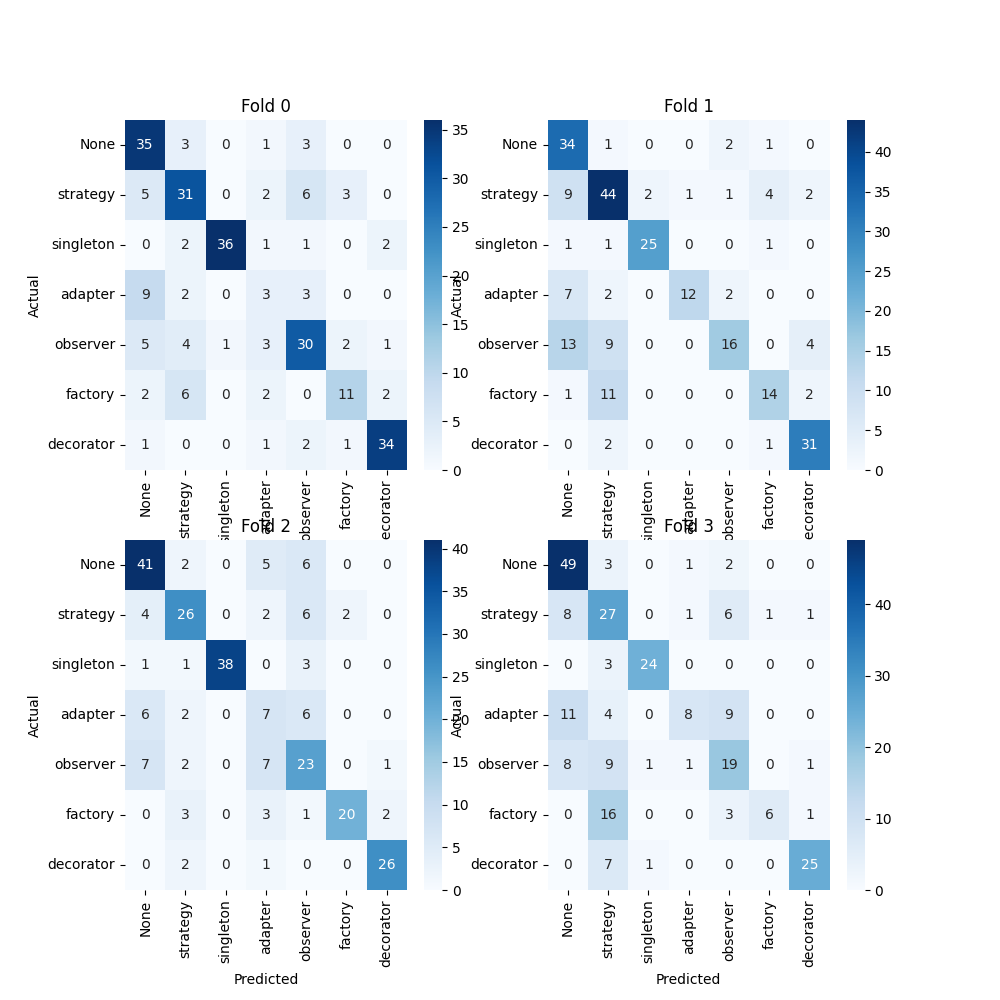 Fold 0
Actual
None 35 3 0 1 3 0 0
strategy 5 31 0 2 6 3 0
singleton 0 2 36 1 1 0 2
adapter 9 2 0 3 3 0 0
observer 5 4 1 3 30 2 1
factory 2 6 0 2 0 11 2
decorator 1 0 0 1 2 1 34
None strategy singleton adapter observer factory decorator
35
30
25
20
15
10
5
0
Fold 1
Actual
None 34 1 0 0 2 1 0
strategy 9 44 2 1 1 4 2
singleton 1 1 25 0 0 1 0
adapter 7 2 0 12 2 0 0
observer 13 9 0 0 16 0 4
factory 1 11 0 0 0 14 2
decorator 0 2 0 0 0 1 31
None strategy singleton adapter observer factory decorator
40
35
30
25
20
15
10
5
0
Fold 2
Actual
None 41 2 0 5 6 0 0
strategy 4 26 0 2 6 2 0
singleton 1 1 38 0 3 0 0
adapter 6 2 0 7 6 0 0
observer 7 2 0 7 23 0 1
factory 0 3 0 3 1 20 2
decorator 0 2 0 1 0 0 26
None strategy singleton adapter observer factory decorator
Predicted
40
35
30
25
20
15
10
5
0
Fold 3
Actual
None 49 3 0 1 2 0 0
strategy 8 27 0 1 6 1 1
singleton 0 3 24 0 0 0 0
adapter 11 4 0 8 9 0 0
observer 8 9 1 1 19 0 1
factory 0 16 0 0 3 6 1
decorator 0 7 1 0 0 0 25
None strategy singleton adapter observer factory decorator
Predicted
40
30
20
10
0